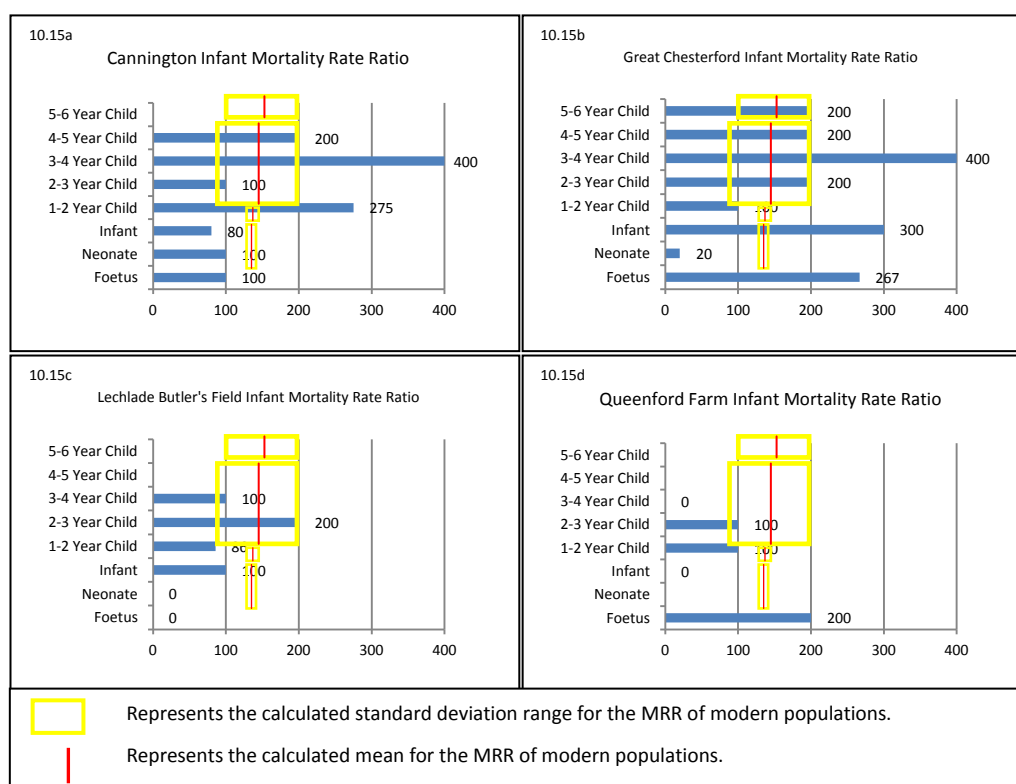 10.15a
Cannington Infant Mortality Rate Ratio
5-6 Year Child
4-5 Year Child 200
3-4 Year Child 400
2-3 Year Child 100
1-2 Year Child 275
Infant 80
Neonate 100
Foetus 100
0 100 200 300 400
10.15b
Great Chesterford Infant Mortality Rate Ratio
5-6 Year Child 200
4-5 Year Child 200
3-4 Year Child 400
2-3 Year Child 200
1-2 Year Child 100
Infant 300
Neonate 20
Foetus 267
0 100 200 300 400
10.15c
Lechlade Butler's Field Infant Mortality Rate Ratio
5-6 Year Child
4-5 Year Child
3-4 Year Child 100
2-3 Year Child 200
1-2 Year Child 86
Infant 100
Neonate 0
Foetus 0
0 100 200 300 400
10.15d
Queenford Farm Infant Mortality Rate Ratio
5-6 Year Child
4-5 Year Child
3-4 Year Child 0
2-3 Year Child 100
1-2 Year Child 100
Infant 0
Neonate
Foetus 200
0 100 200 300 400
Represents the calculated standard deviation range for the MRR of modern populations.
Represents the calculated mean for the MRR of modern populations.